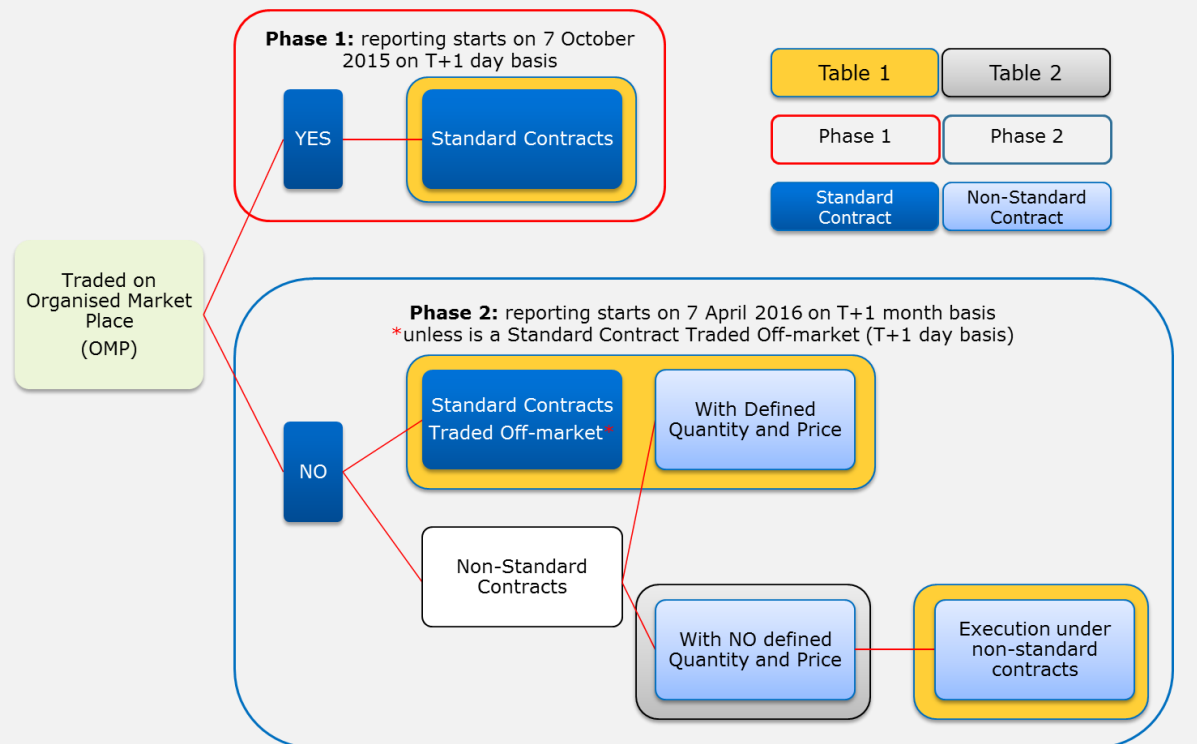 Phase 1: reporting starts on 7 October
2015 on T+1 day basis
YES
Standard Contracts
Table 1
Table 2
Phase 1
Phase 2
Standard
Contract
Non-Standard
Contract
Traded on
Organised Market
Place
(OMP)
Phase 2: reporting starts on 7 April 2016 on T+1 month basis
*unless is a Standard Contract Traded Off-market (T+1 day basis)
NO
Standard Contracts
Traded Off-market*
With Defined
Quantity and Price
Non-Standard
Contracts
With NO defined
Quantity and Price
Execution under
non-standard
contracts